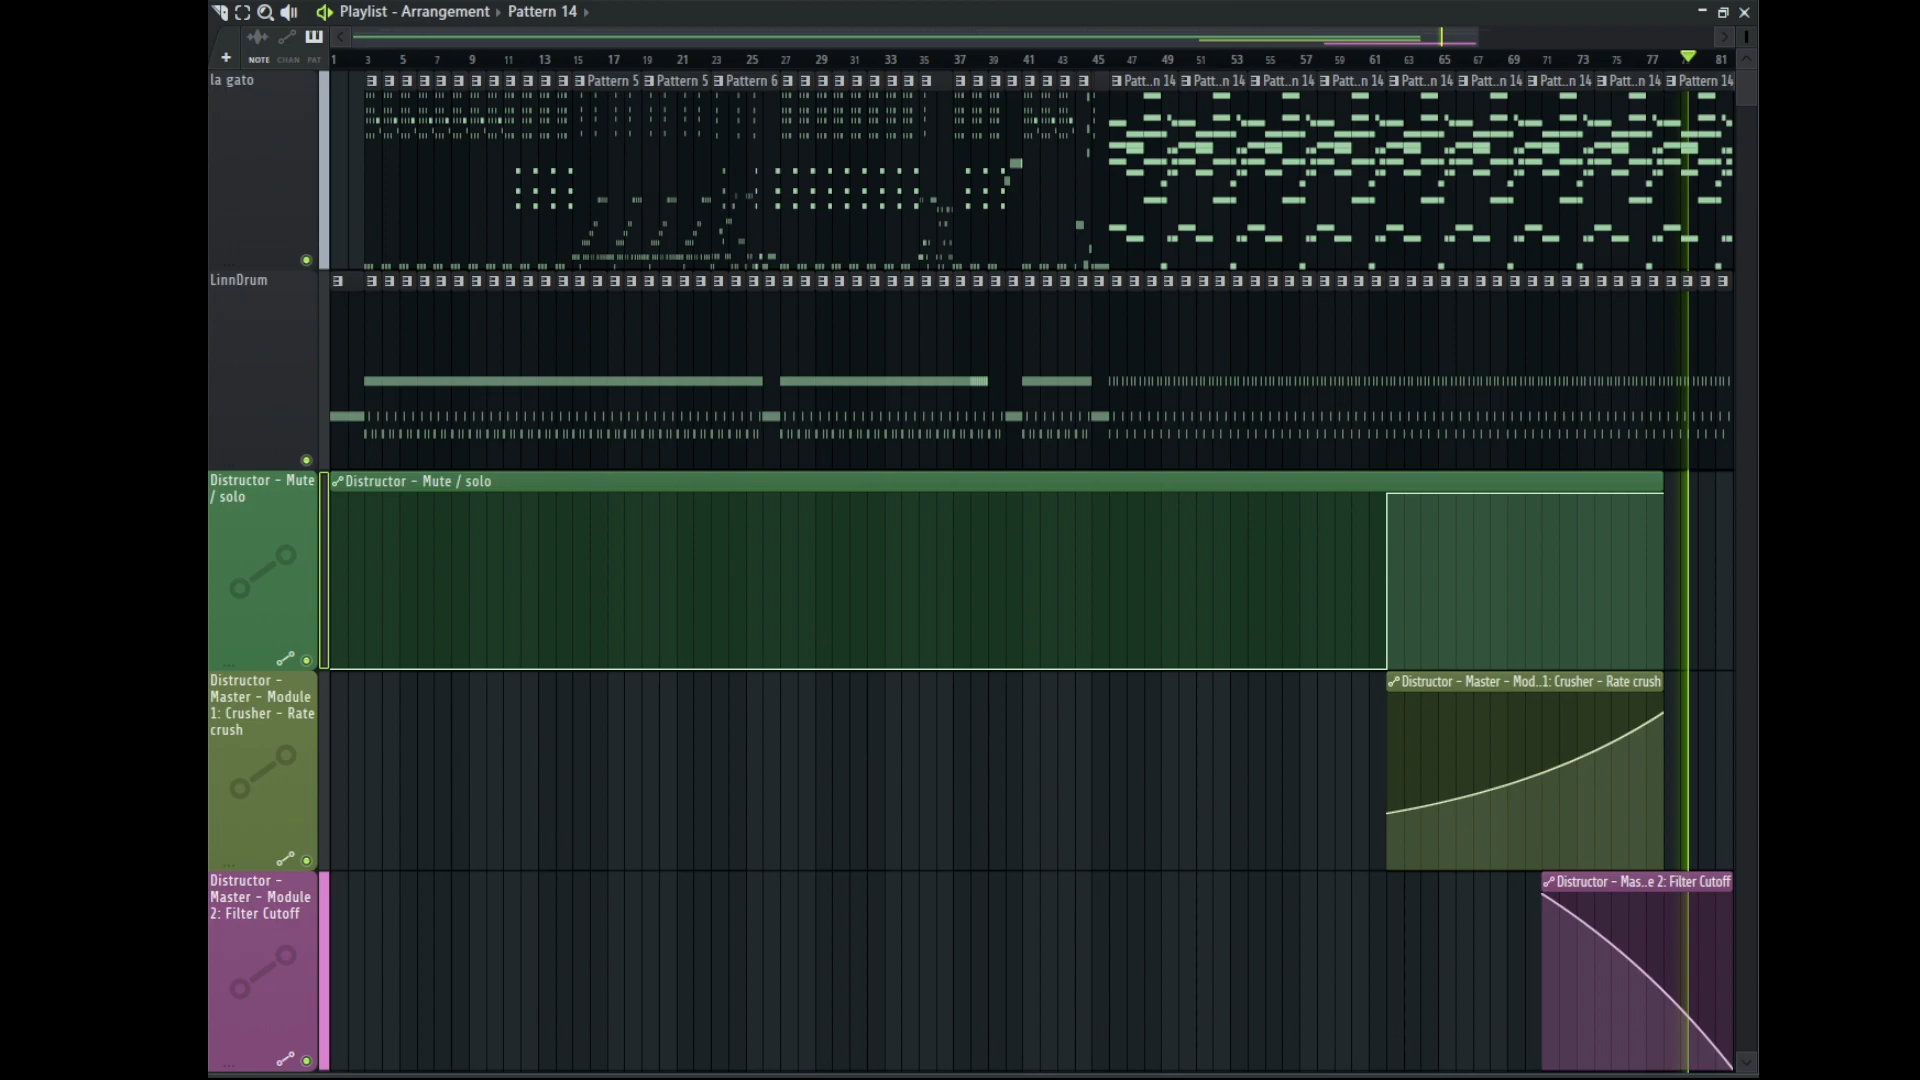 Playlist - Arrangement › Pattern 14 ›
NOTE CHAN PAT
1 3 5 7 9 11 13 15 17 19 21 23 25 27 29 31 33 35 37 39 41 43 45 47 49 51 53 55 57 59 61 63 65 67 69 71 73 75 77 81
la gato
Pattern 5 Pattern 5 Pattern 6 Patt..n 14 Patt..n 14 Patt..n 14 Patt..n 14 Patt..n 14 Patt..n 14 Patt..n 14 Patt..n 14 Pattern 14
LinnDrum
Distructor - Mute
/ solo
Distructor - Mute / solo
Distructor -
Master - Module
1: Crusher - Rate
crush
Distructor - Master - Mod..1: Crusher - Rate crush
Distructor -
Master - Module
2: Filter Cutoff
Distructor - Mas..e 2: Filter Cutoff